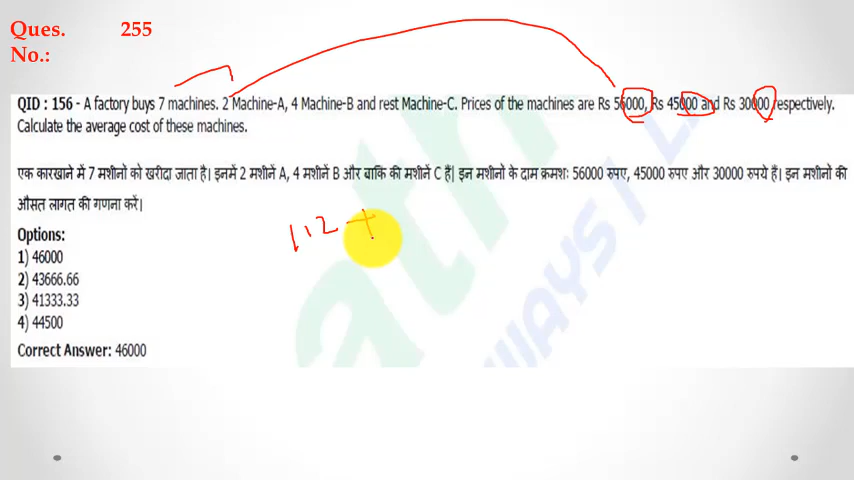 Ques. 255
No.:
QID : 156 - A factory buys 7 machines. 2 Machine-A, 4 Machine-B and rest Machine-C. Prices of the machines are Rs 56000, Rs 45000 and Rs 30000 respectively.
Calculate the average cost of these machines.
एक कारखाने में 7 मशीनों को खरीदा जाता है। इनमें 2 मशीनें A, 4 मशीनें B और बाकि की मशीनें C हैं। इन मशीनों के दाम क्रमशः 56000 रुपए, 45000 रुपए और 30000 रुपये हैं। इन मशीनों की
औसत लागत की गणना करें।
112 +
Options:
1) 46000
2) 43666.66
3) 41333.33
4) 44500
Correct Answer: 46000